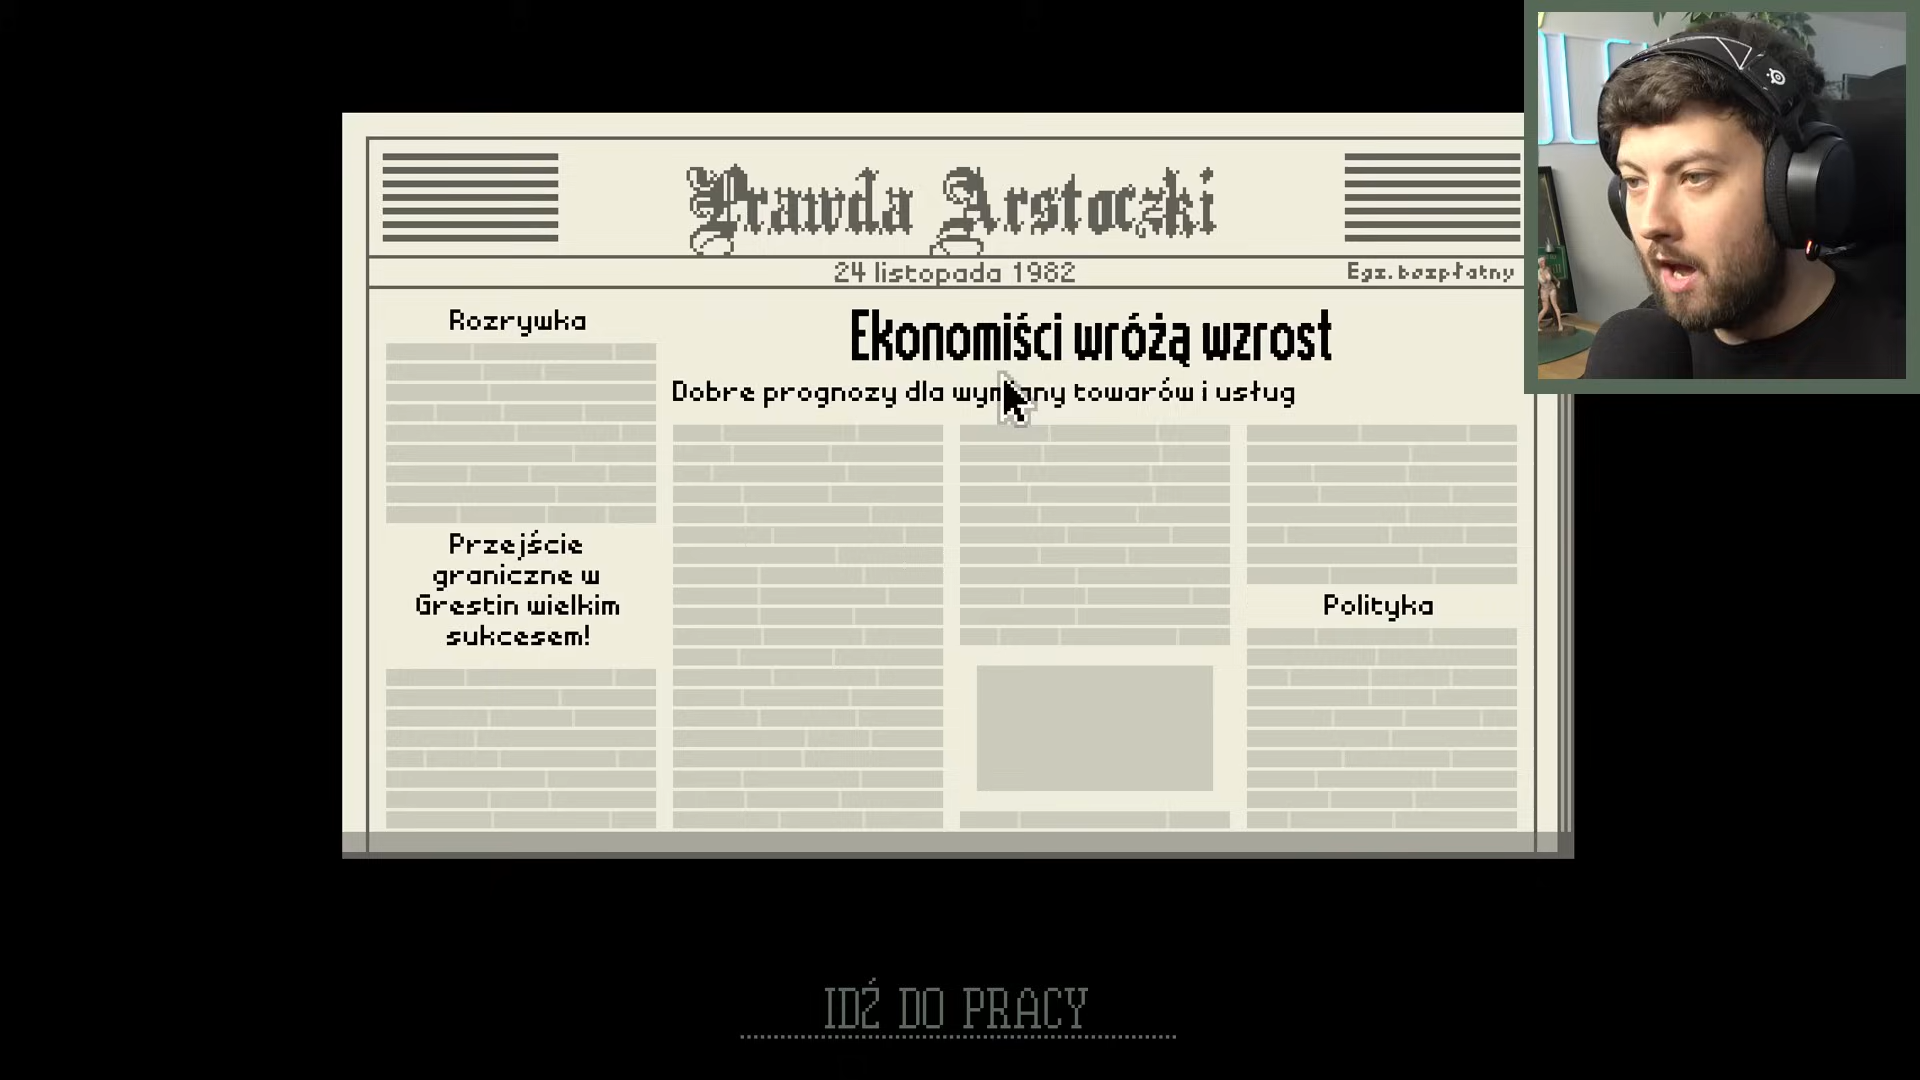 Prawda Arstoczki
24 listopada 1982
Egz. bezpłatny
Rozrywka
Przejście
graniczne w
Grestin wielkim
sukcesem!
Ekonomiści wróżą wzrost
Dobre prognozy dla wymiany towarów i usług
Polityka
IDŹ DO PRACY